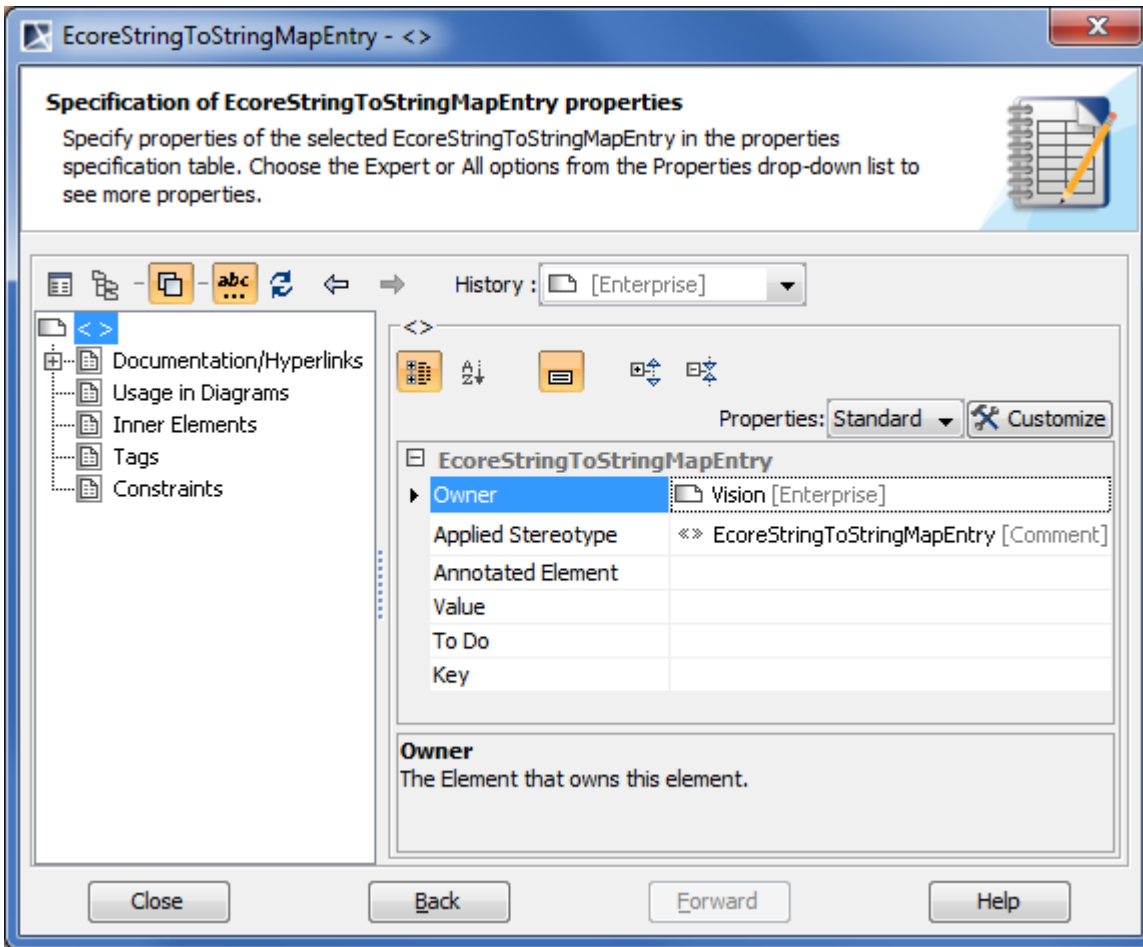 EcoreStringToStringMapEntry - <>
Specification of EcoreStringToStringMapEntry properties
Specify properties of the selected EcoreStringToStringMapEntry in the properties
specification table. Choose the Expert or All options from the Properties drop-down list to
see more properties.
abc
History : [Enterprise]
< >
Documentation/Hyperlinks
Usage in Diagrams
Inner Elements
Tags
Constraints
<>
Properties: Standard Customize
EcoreStringToStringMapEntry
Owner Vision [Enterprise]
Applied Stereotype «» EcoreStringToStringMapEntry [Comment]
Annotated Element
Value
To Do
Key
Owner
The Element that owns this element.
Close Back Forward Help